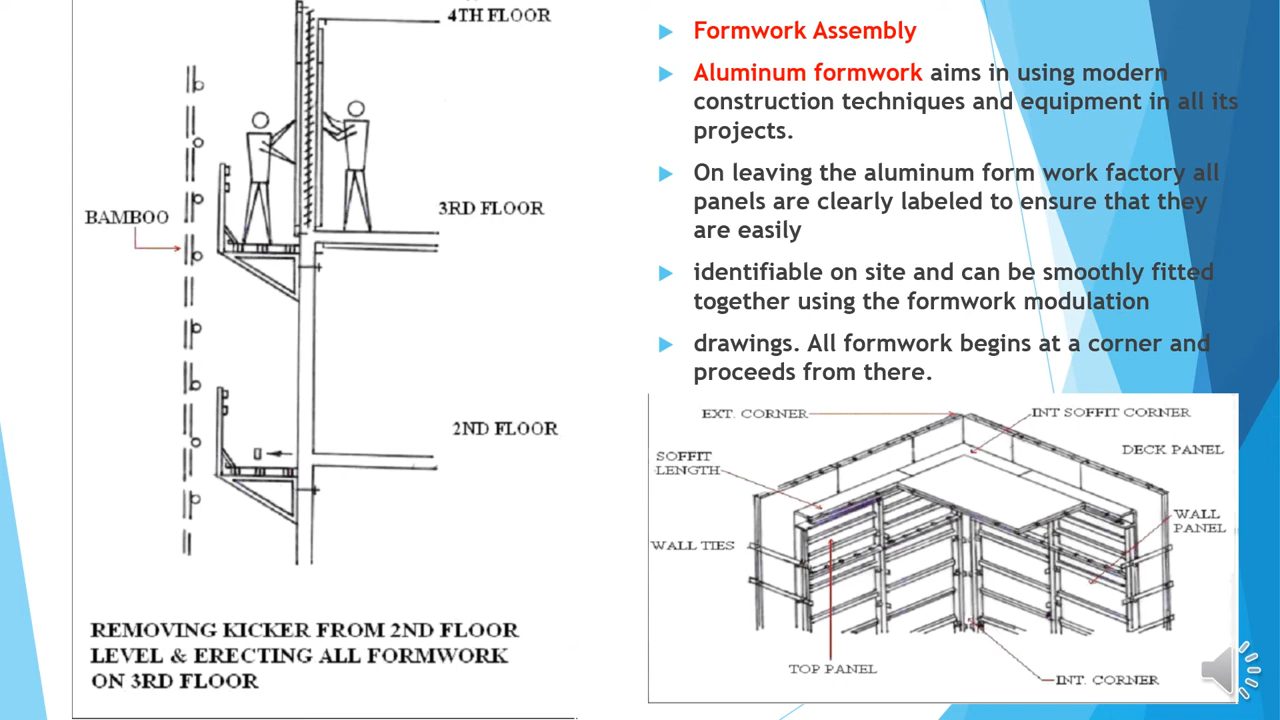 4TH FLOOR
BAMBOO
3RD FLOOR
2ND FLOOR
REMOVING KICKER FROM 2ND FLOOR
LEVEL & ERECTING ALL FORMWORK
ON 3RD FLOOR
Formwork Assembly
Aluminum formwork aims in using modern
construction techniques and equipment in all its
projects.
On leaving the aluminum form work factory all
panels are clearly labeled to ensure that they
are easily
identifiable on site and can be smoothly fitted
together using the formwork modulation
drawings. All formwork begins at a corner and
proceeds from there.
EXT. CORNER
INT SOFFIT CORNER
DECK PANEL
SOFFIT
LENGTH
WALL
PANEL
WALL TIES
TOP PANEL
INT. CORNER